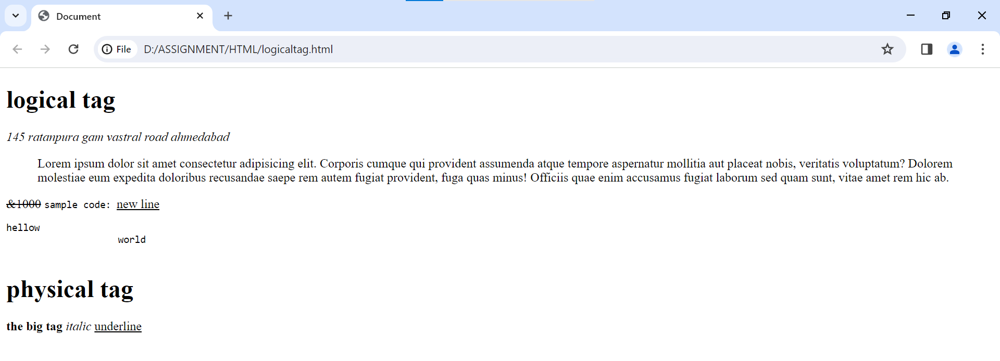 Document
File D:/ASSIGNMENT/HTML/logicaltag.html
logical tag
145 ratanpura gam vastral road ahmedabad
Lorem ipsum dolor sit amet consectetur adipisicing elit. Corporis cumque qui provident assumenda atque tempore aspernatur mollitia aut placeat nobis, veritatis voluptatum? Dolorem
molestiae eum expedita doloribus recusandae saepe rem autem fugiat provident, fuga quas minus! Officiis quae enim accusamus fugiat laborum sed quam sunt, vitae amet rem hic ab.
&1000 sample code: new line
hellow
world
physical tag
the big tag italic underline